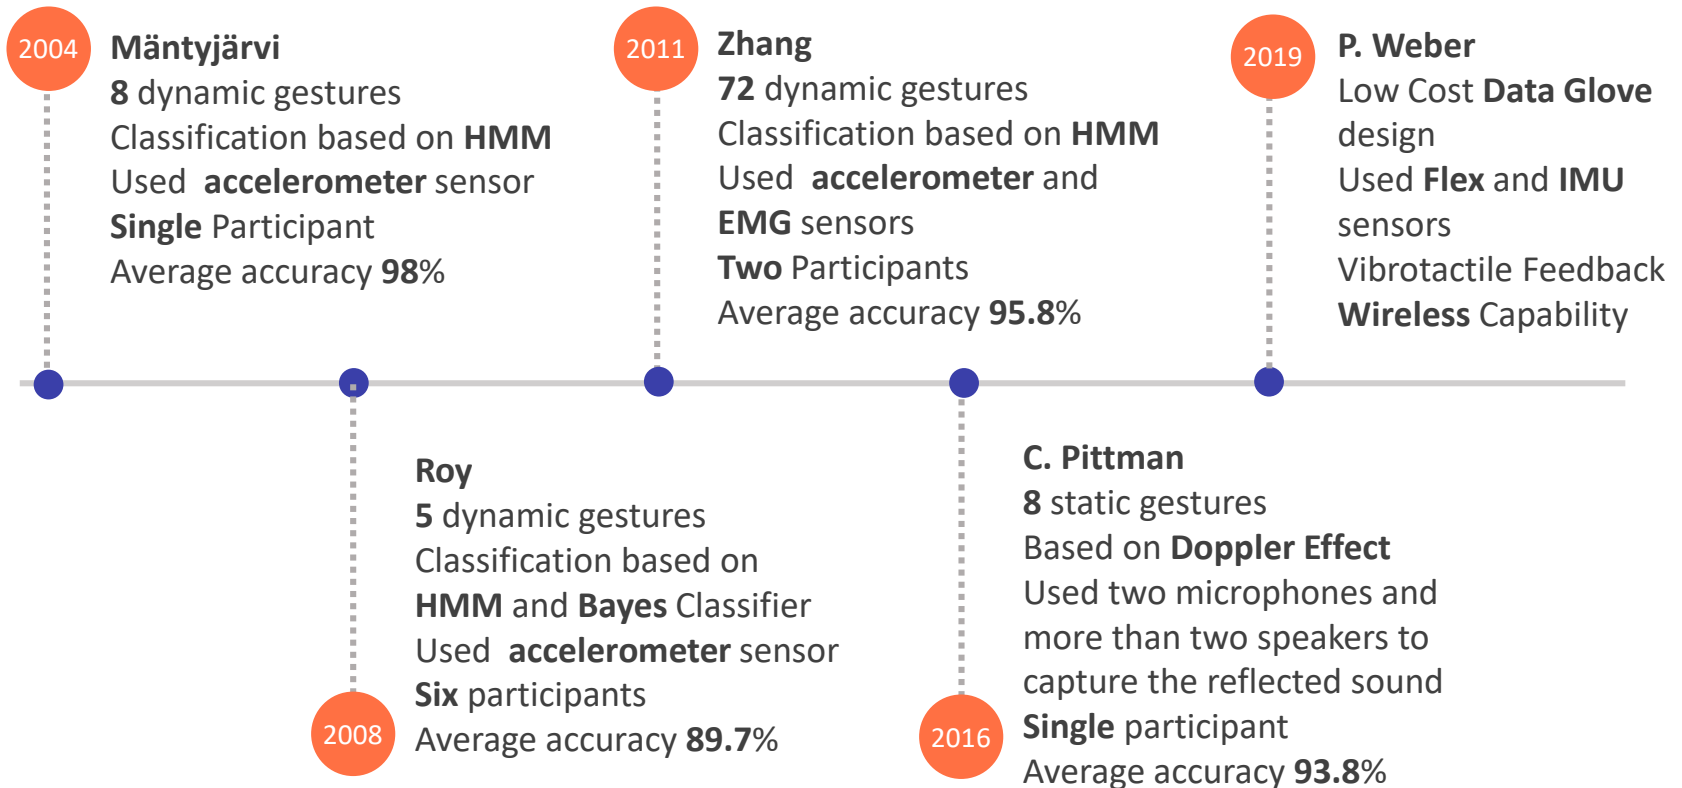 2004
Mäntyjärvi
8 dynamic gestures
Classification based on HMM
Used accelerometer sensor
Single Participant
Average accuracy 98%
2008
Roy
5 dynamic gestures
Classification based on
HMM and Bayes Classifier
Used accelerometer sensor
Six participants
Average accuracy 89.7%
2011
Zhang
72 dynamic gestures
Classification based on HMM
Used accelerometer and
EMG sensors
Two Participants
Average accuracy 95.8%
2016
C. Pittman
8 static gestures
Based on Doppler Effect
Used two microphones and
more than two speakers to
capture the reflected sound
Single participant
Average accuracy 93.8%
2019
P. Weber
Low Cost Data Glove
design
Used Flex and IMU
sensors
Vibrotactile Feedback
Wireless Capability